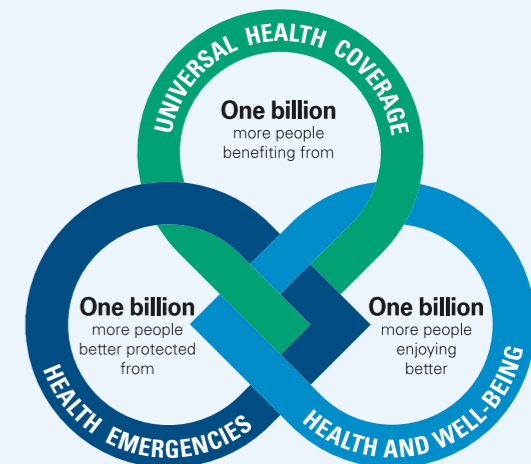 UNIVERSAL HEALTH COVERAGE
One billion
more people
benefiting from
One billion
more people
better protected
from
HEALTH EMERGENCIES
One billion
more people
enjoying
better
HEALTH AND WELL-BEING